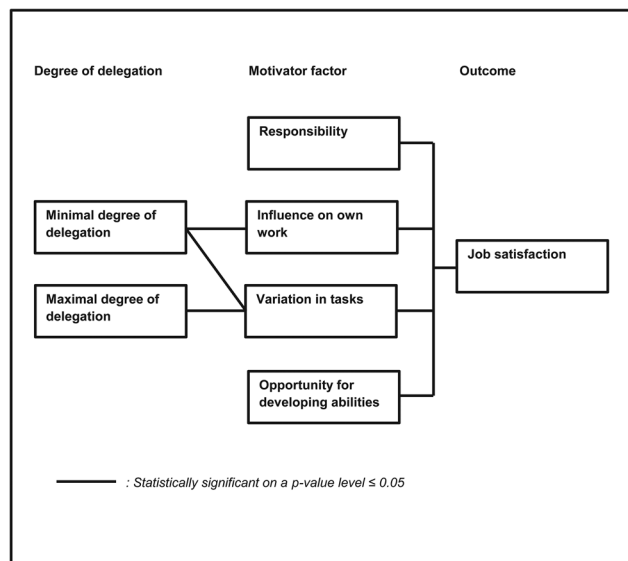 Degree of delegation
Motivator factor
Outcome
Responsibility
Minimal degree of
delegation
Influence on own
work
Job satisfaction
Maximal degree of
delegation
Variation in tasks
Opportunity for
developing abilities
: Statistically significant on a p-value level ≤ 0.05